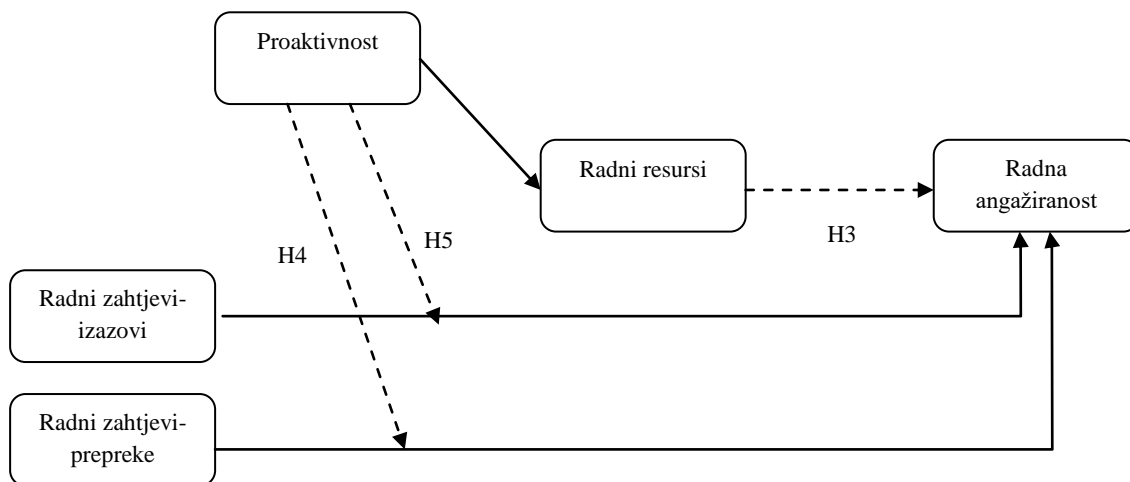 Proaktivnost
Radni resursi
Radna
angažiranost
H3
H5
H4
Radni zahtjevi-
izazovi
Radni zahtjevi-
prepreke